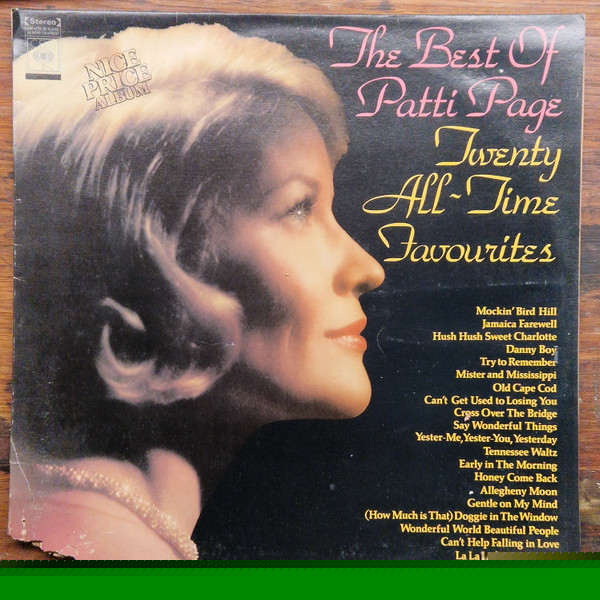 Stereo
NICE
PRICE
ALBUM
The Best Of
Patti Page
Twenty
All-Time
Favourites
Mockin' Bird Hill
Jamaica Farewell
Hush Hush Sweet Charlotte
Danny Boy
Try to Remember
Mister and Mississippi
Old Cape Cod
Can't Get Used to Losing You
Cross Over The Bridge
Say Wonderful Things
Yester-Me, Yester-You, Yesterday
Tennessee Waltz
Early in The Morning
Honey Come Back
Allegheny Moon
Gentle on My Mind
(How Much is That) Doggie in The Window
Wonderful World Beautiful People
Can't Help Falling in Love
La La